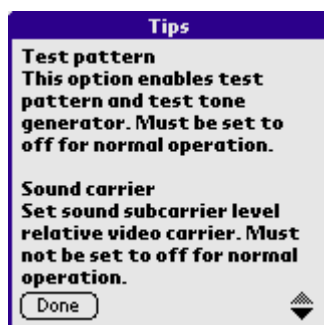 Tips
Test pattern
This option enables test
pattern and test tone
generator. Must be set to
off for normal operation.
Sound carrier
Set sound subcarrier level
relative video carrier. Must
not be set to off for normal
operation.
Done